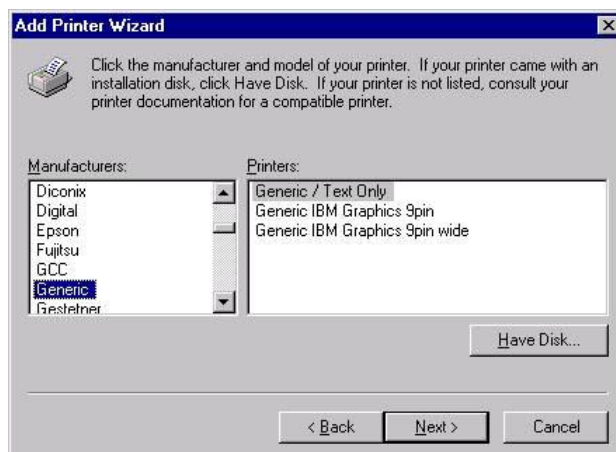 Add Printer Wizard
Click the manufacturer and model of your printer. If your printer came with an
installation disk, click Have Disk. If your printer is not listed, consult your
printer documentation for a compatible printer.
Manufacturers:
Diconix
Digital
Epson
Fujitsu
GCC
Generic
Gestetner
Printers:
Generic / Text Only
Generic IBM Graphics 9pin
Generic IBM Graphics 9pin wide
Have Disk...
< Back
Next >
Cancel